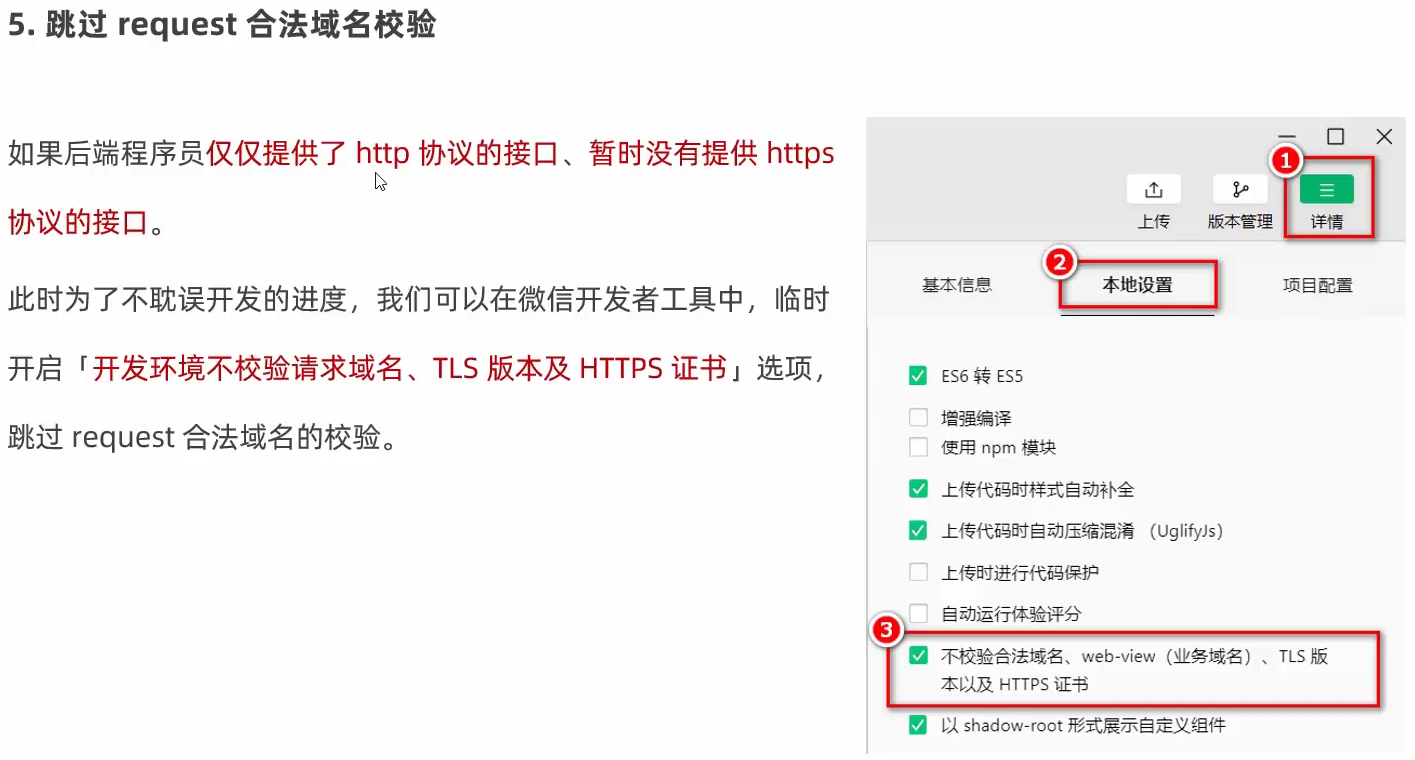 5. 跳过 request 合法域名校验
如果后端程序员仅仅提供了 http 协议的接口、暂时没有提供 https
协议的接口。
此时为了不耽误开发的进度，我们可以在微信开发者工具中，临时
开启「开发环境不校验请求域名、TLS 版本及 HTTPS 证书」选项，
跳过 request 合法域名的校验。
1
上传
版本管理
详情
2
基本信息
本地设置
项目配置
ES6 转 ES5
增强编译
使用 npm 模块
上传代码时样式自动补全
上传代码时自动压缩混淆 （UglifyJs）
上传时进行代码保护
自动运行体验评分
3
不校验合法域名、web-view（业务域名）、TLS 版
本以及 HTTPS 证书
以 shadow-root 形式展示自定义组件